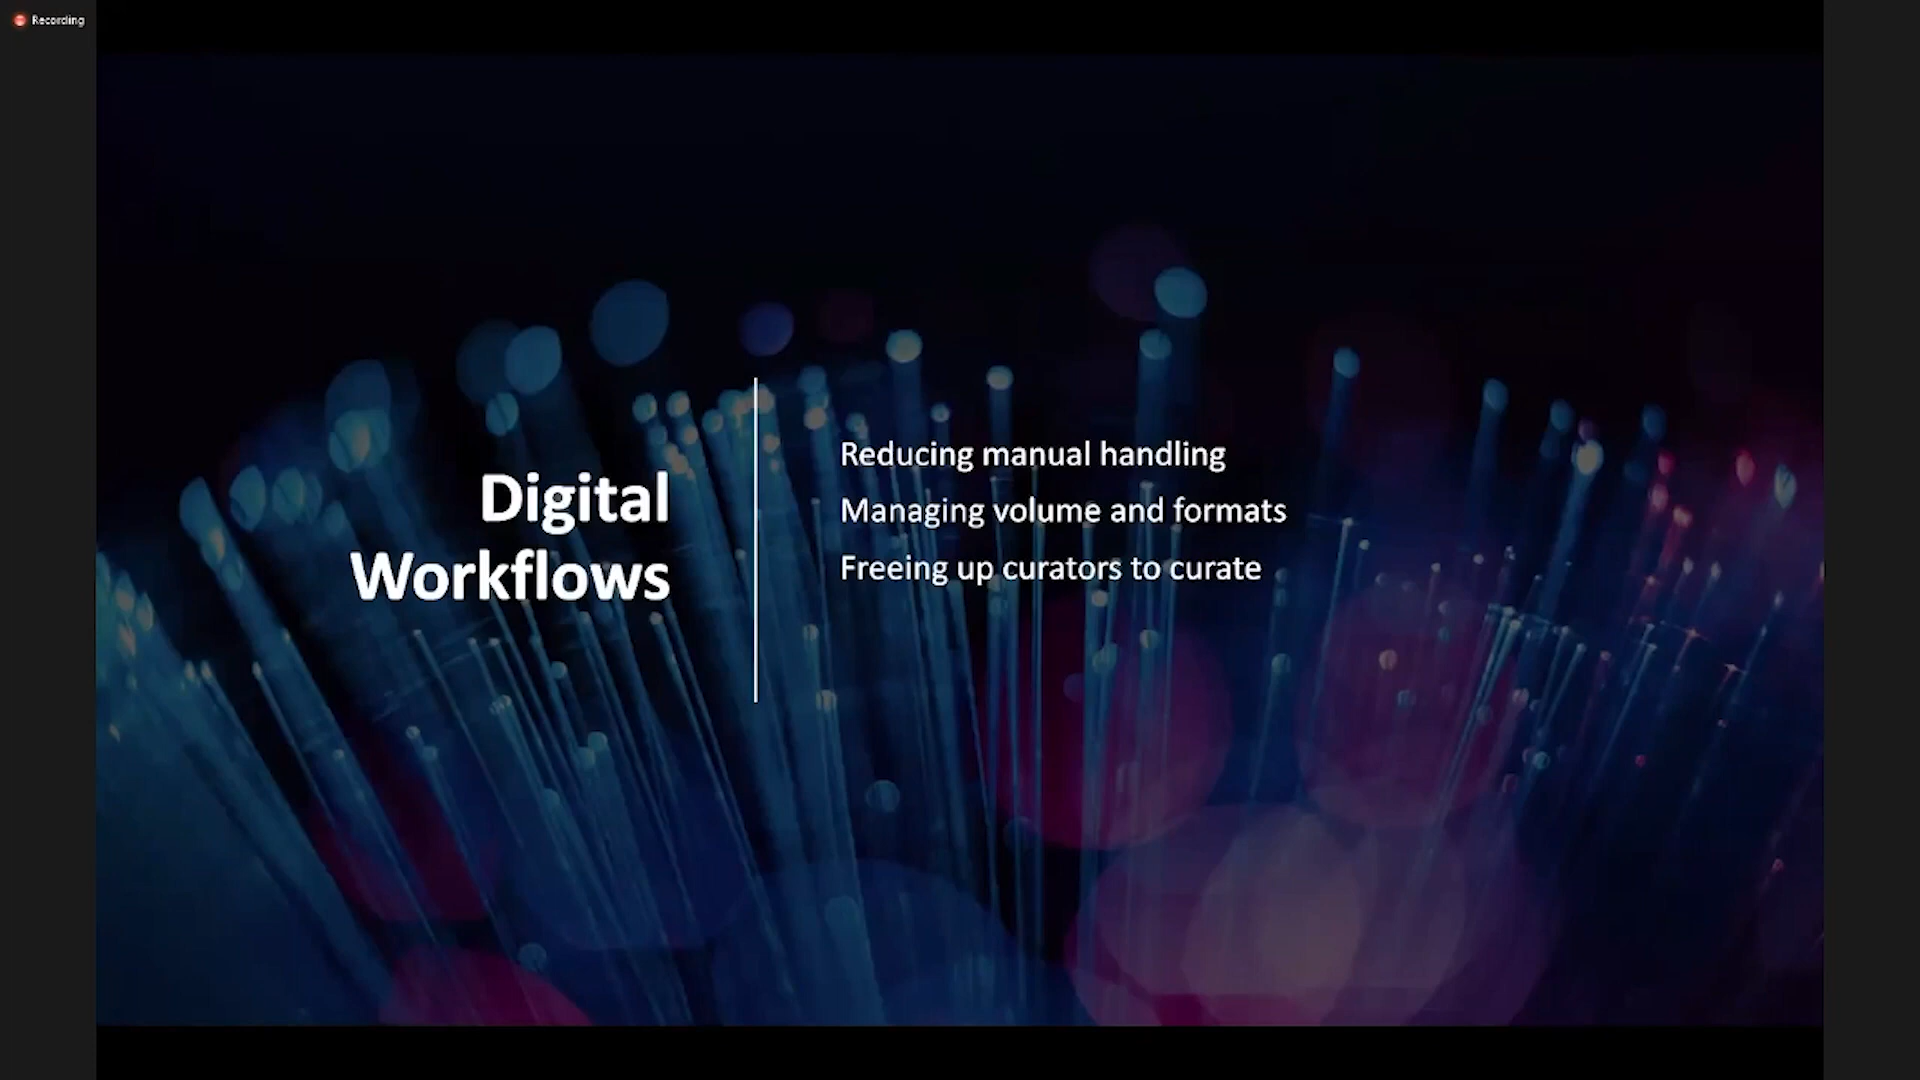 Recording
Digital
Workflows
Reducing manual handling
Managing volume and formats
Freeing up curators to curate